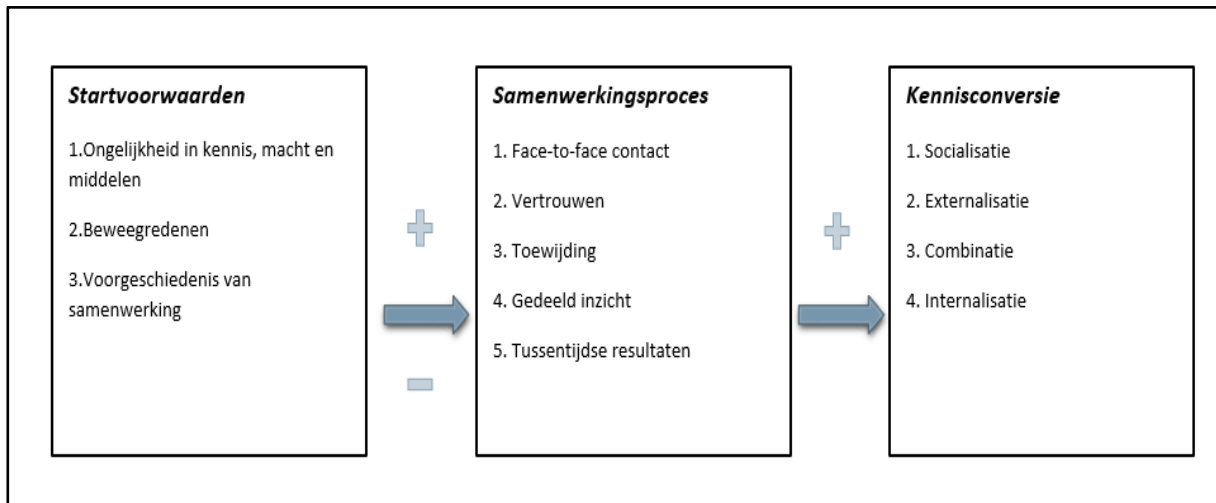 Startvoorwaarden
1.Ongelijkheid in kennis, macht en
middelen
2.Beweegredenen
3.Voorgeschiedenis van
samenwerking
+
−
Samenwerkingsproces
1. Face-to-face contact
2. Vertrouwen
3. Toewijding
4. Gedeeld inzicht
5. Tussentijdse resultaten
+
Kennisconversie
1. Socialisatie
2. Externalisatie
3. Combinatie
4. Internalisatie